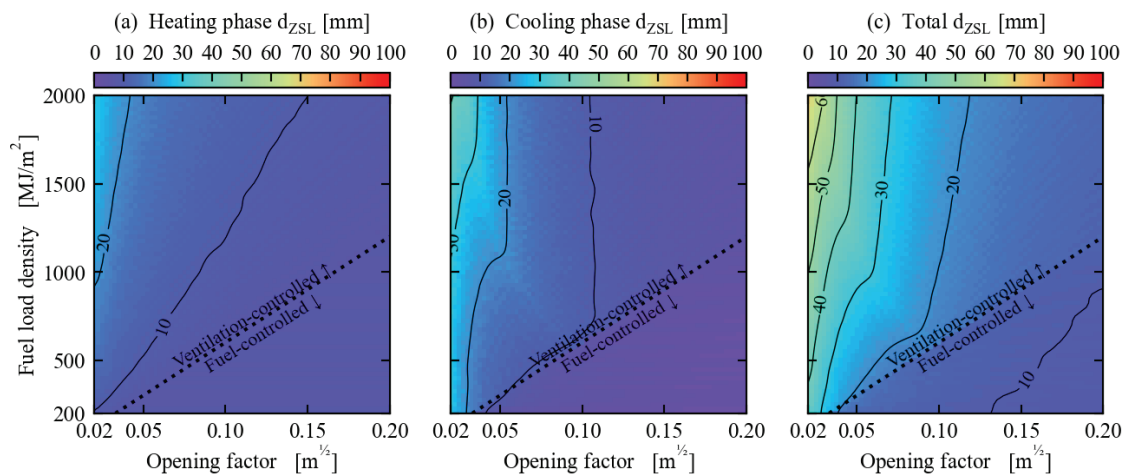 (a) Heating phase d_ZSL [mm]
(b) Cooling phase d_ZSL [mm]
(c) Total d_ZSL [mm]
0 10 20 30 40 50 60 70 80 90 100
0 10 20 30 40 50 60 70 80 90 100
0 10 20 30 40 50 60 70 80 90 100
Fuel load density [MJ/m²]
2000
1500
1000
500
200
20
10
Ventilation-controlled ↑
Fuel-controlled ↓
0.02 0.05 0.10 0.15 0.20
Opening factor [m^½]
30
20
10
Ventilation-controlled ↑
Fuel-controlled ↓
0.02 0.05 0.10 0.15 0.20
Opening factor [m^½]
50
40
30
20
10
Ventilation-controlled ↑
Fuel-controlled ↓
0.02 0.05 0.10 0.15 0.20
Opening factor [m^½]